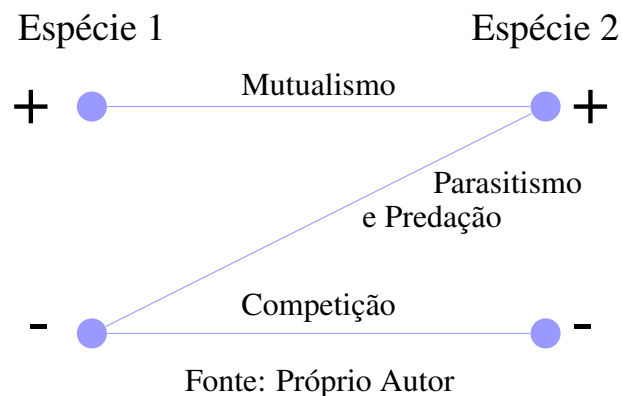 Espécie 1 Espécie 2
Mutualismo
+ +
Parasitismo
e Predação
Competição
- -
Fonte: Próprio Autor